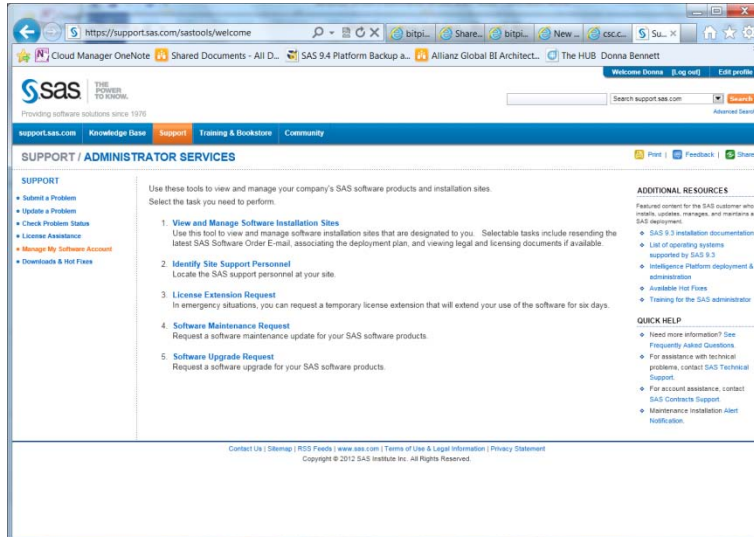 https://support.sas.com/sastools/welcome
bitpi...
Share...
bitpi...
New ...
csc.c...
Su...
Cloud Manager OneNote
Shared Documents - All D...
SAS 9.4 Platform Backup a...
Allianz Global BI Architect...
The HUB Donna Bennett
Welcome Donna [Log out] Edit profile
sas THE POWER TO KNOW.
Search support.sas.com Search
Providing software solutions since 1976
Advanced Search
support.sas.com Knowledge Base Support Training & Bookstore Community
SUPPORT / ADMINISTRATOR SERVICES
Print | Feedback | Share
SUPPORT
Submit a Problem
Update a Problem
Check Problem Status
License Assistance
Manage My Software Account
Downloads & Hot Fixes
Use these tools to view and manage your company's SAS software products and installation sites.
Select the task you need to perform.
1. View and Manage Software Installation Sites
Use this tool to view and manage software installation sites that are designated to you. Selectable tasks include resending the
latest SAS Software Order E-mail, associating the deployment plan, and viewing legal and licensing documents if available.
2. Identify Site Support Personnel
Locate the SAS support personnel at your site.
3. License Extension Request
In emergency situations, you can request a temporary license extension that will extend your use of the software for six days.
4. Software Maintenance Request
Request a software maintenance update for your SAS software products.
5. Software Upgrade Request
Request a software upgrade for your SAS software products.
ADDITIONAL RESOURCES
Featured content for the SAS customer who
installs, updates, manages, and maintains a
SAS deployment.
SAS 9.3 installation documentation
List of operating systems
supported by SAS 9.3
Intelligence Platform deployment &
administration
Available Hot Fixes
Training for the SAS administrator
QUICK HELP
Need more information? See
Frequently Asked Questions.
For assistance with technical
problems, contact SAS Technical
Support.
For account assistance, contact
SAS Contracts Support.
Maintenance Installation Alert
Notification.
Contact Us | Sitemap | RSS Feeds | www.sas.com | Terms of Use & Legal Information | Privacy Statement
Copyright © 2012 SAS Institute Inc. All Rights Reserved.